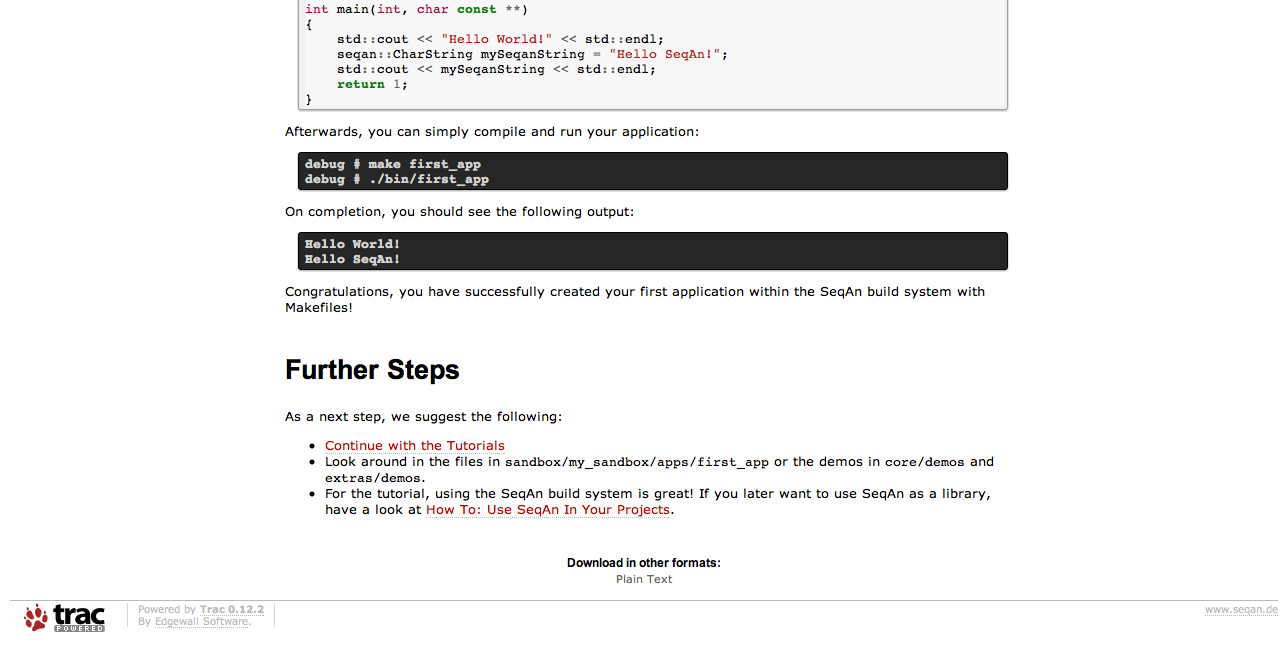 int main(int, char const **)
{
    std::cout << "Hello World!" << std::endl;
    seqan::CharString mySeqanString = "Hello SeqAn!";
    std::cout << mySeqanString << std::endl;
    return 1;
}
Afterwards, you can simply compile and run your application:
debug # make first_app
debug # ./bin/first_app
On completion, you should see the following output:
Hello World!
Hello SeqAn!
Congratulations, you have successfully created your first application within the SeqAn build system with
Makefiles!
Further Steps
As a next step, we suggest the following:
• Continue with the Tutorials
• Look around in the files in sandbox/my_sandbox/apps/first_app or the demos in core/demos and
extras/demos.
• For the tutorial, using the SeqAn build system is great! If you later want to use SeqAn as a library,
have a look at How To: Use SeqAn In Your Projects.
Download in other formats:
Plain Text
trac
POWERED
Powered by Trac 0.12.2
By Edgewall Software.
www.seqan.de